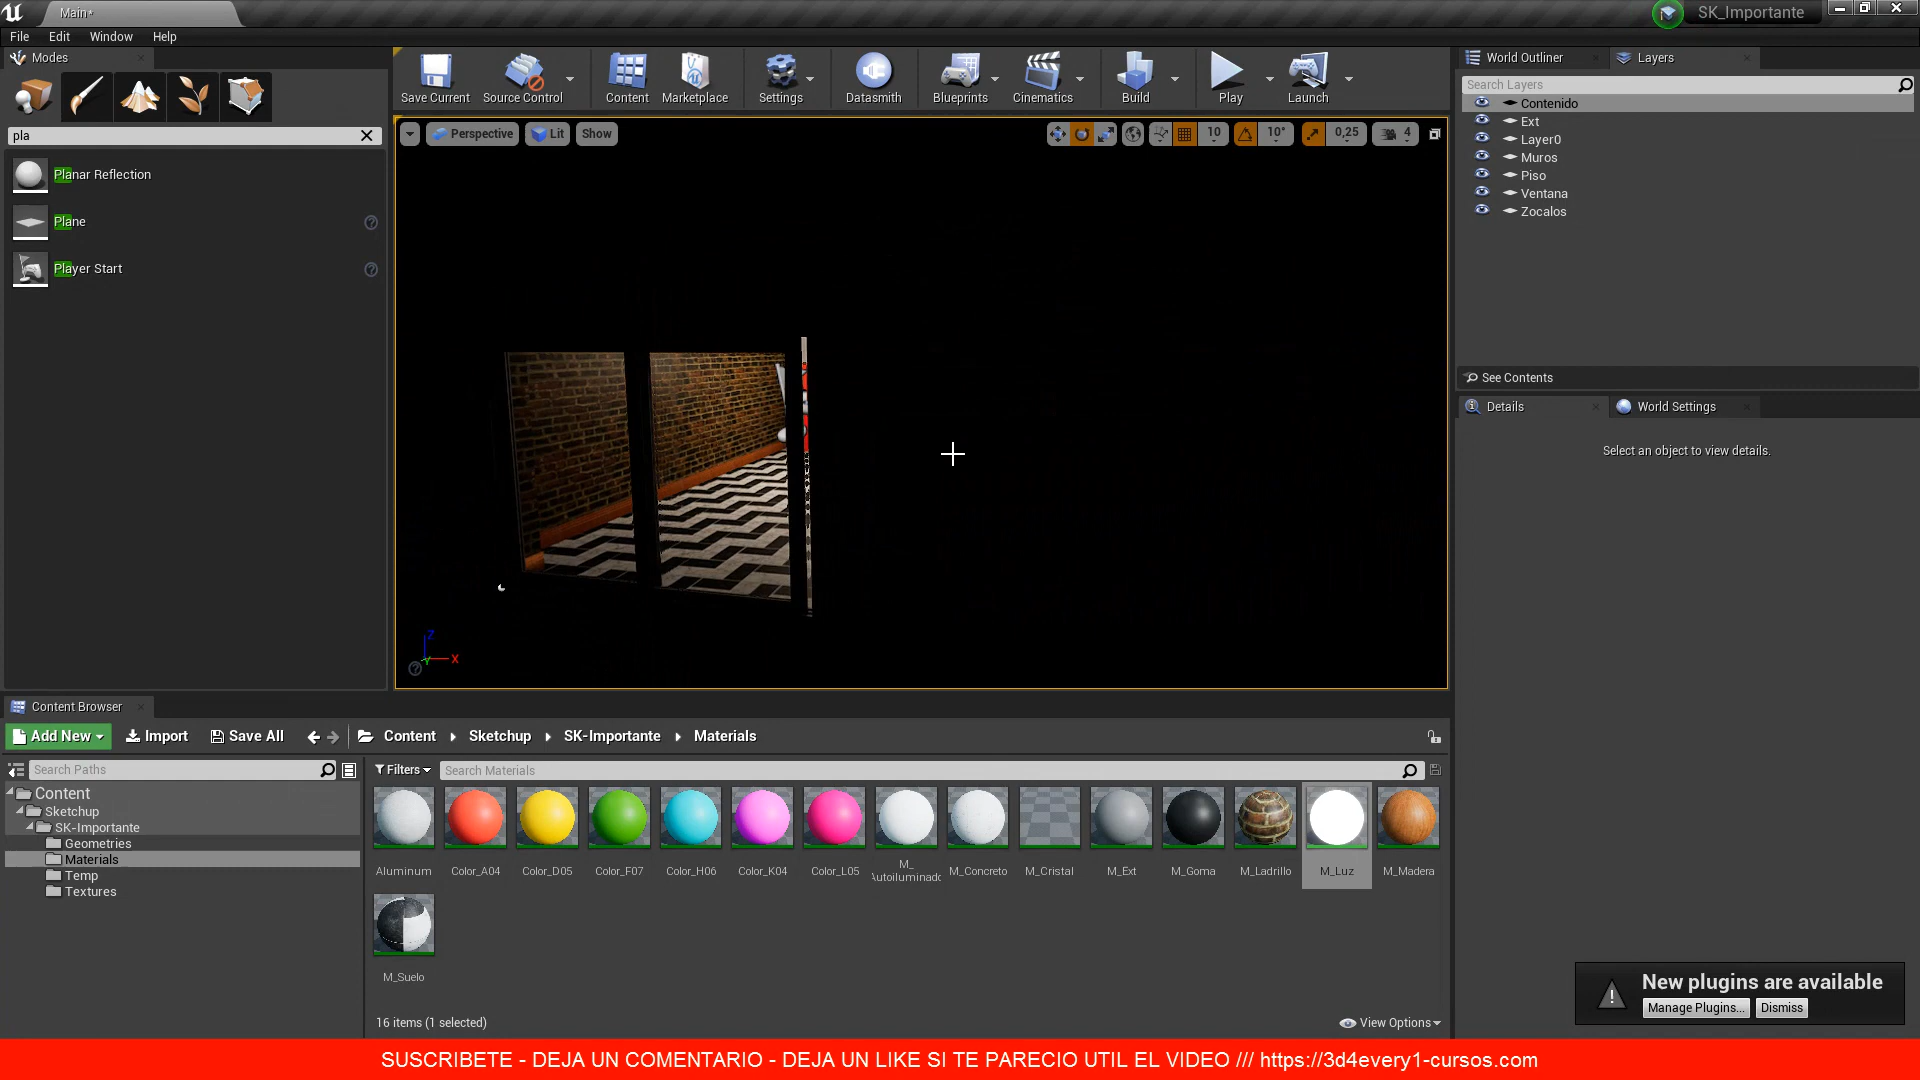 Main*
SK_Importante
File Edit Window Help
Modes
Save Current
Source Control
Content
Marketplace
Settings
Datasmith
Blueprints
Cinematics
Build
Play
Launch
World Outliner
Layers
Search Layers
Contenido
Ext
Layer0
Muros
Piso
Ventana
Zocalos
pla
Planar Reflection
Plane
Player Start
Perspective
Lit
Show
10
10°
0,25
4
Z
X
Y
See Contents
Details
World Settings
Select an object to view details.
Content Browser
Add New
Import
Save All
Content
Sketchup
SK-Importante
Materials
Search Paths
Filters
Search Materials
Content
Sketchup
SK-Importante
Geometries
Materials
Temp
Textures
Aluminum
Color_A04
Color_D05
Color_F07
Color_H06
Color_K04
Color_L05
M_
Autoiluminado
M_Concreto
M_Cristal
M_Ext
M_Goma
M_Ladrillo
M_Luz
M_Madera
M_Suelo
16 items (1 selected)
View Options
New plugins are available
Manage Plugins...
Dismiss
SUSCRIBETE - DEJA UN COMENTARIO - DEJA UN LIKE SI TE PARECIO UTIL EL VIDEO /// https://3d4every1-cursos.com